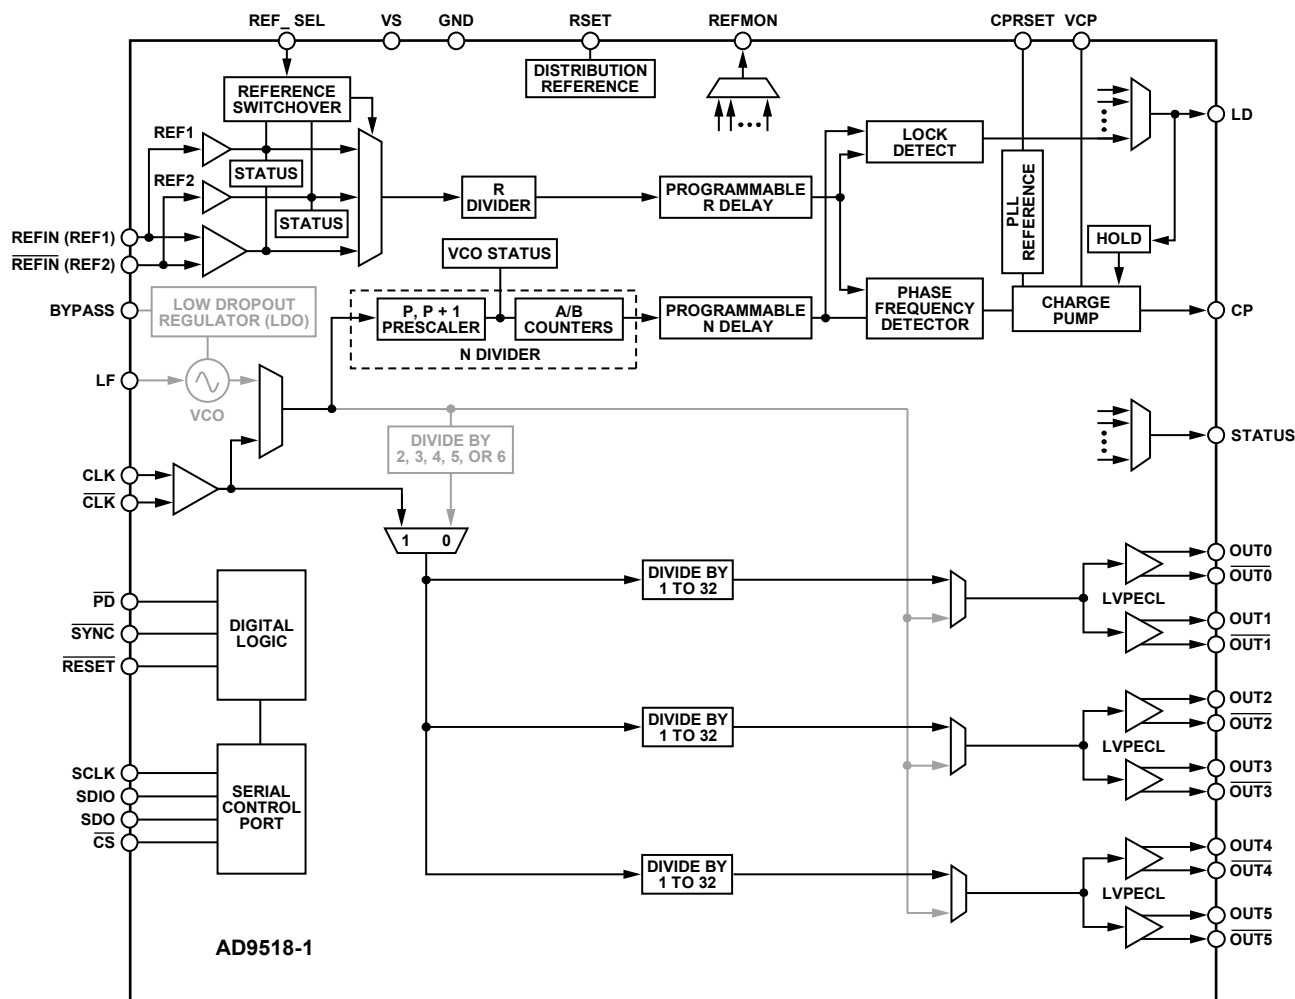 REF_ SEL
VS
GND
RSET
REFMON
CPRSET
VCP
DISTRIBUTION
REFERENCE
REFERENCE
SWITCHOVER
REF1
STATUS
REF2
STATUS
REFIN (REF1)
REFIN (REF2)
BYPASS
LF
R
DIVIDER
PROGRAMMABLE
R DELAY
LOCK
DETECT
PLL
REFERENCE
HOLD
LD
VCO STATUS
LOW DROPOUT
REGULATOR (LDO)
VCO
P, P + 1
PRESCALER
A/B
COUNTERS
N DIVIDER
PROGRAMMABLE
N DELAY
PHASE
FREQUENCY
DETECTOR
CHARGE
PUMP
CP
STATUS
DIVIDE BY
2, 3, 4, 5, OR 6
CLK
CLK
1 0
PD
SYNC
RESET
DIGITAL
LOGIC
SCLK
SDIO
SDO
CS
SERIAL
CONTROL
PORT
DIVIDE BY
1 TO 32
LVPECL
OUT0
OUT0
OUT1
OUT1
DIVIDE BY
1 TO 32
LVPECL
OUT2
OUT2
OUT3
OUT3
DIVIDE BY
1 TO 32
LVPECL
OUT4
OUT4
OUT5
OUT5
AD9518-1